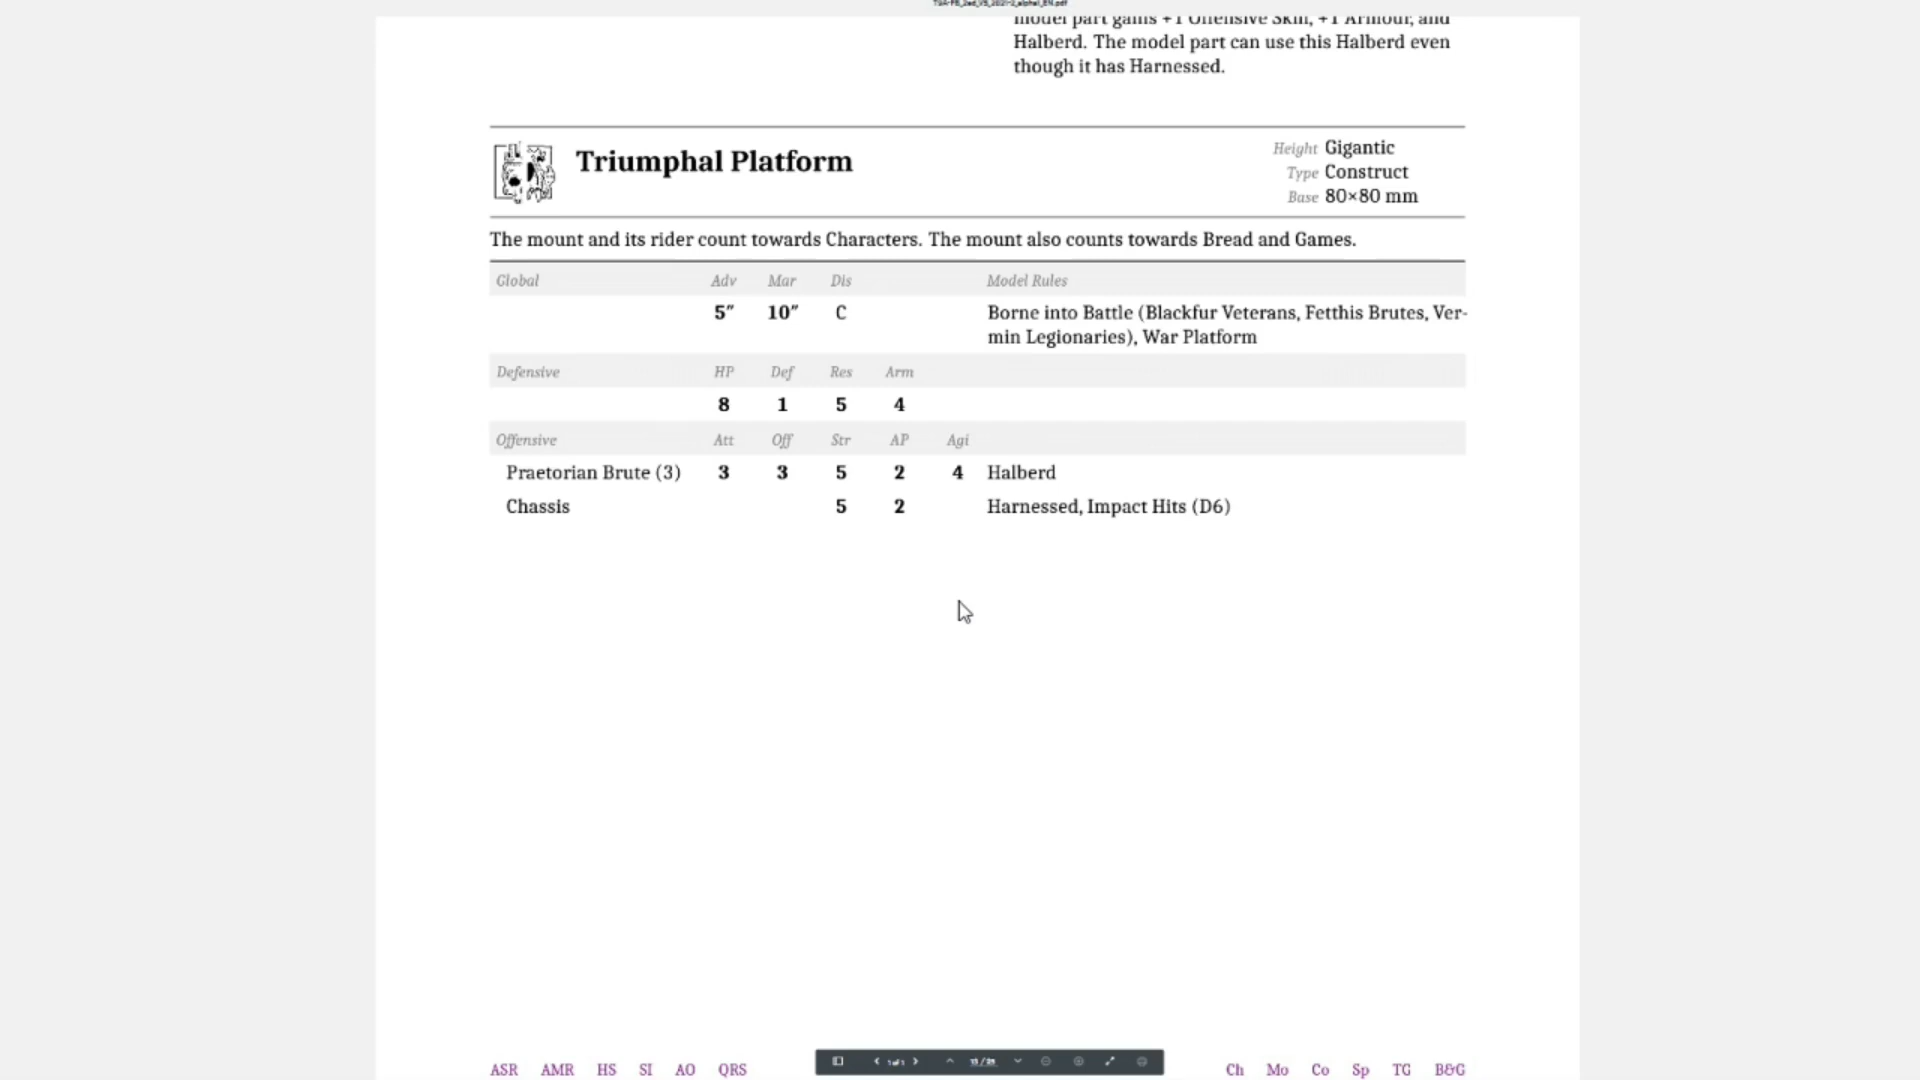 model part gains +1 Offensive Skill, +1 Armour, and
Halberd. The model part can use this Halberd even
though it has Harnessed.
Triumphal Platform
Height Gigantic
Type Construct
Base 80×80 mm
The mount and its rider count towards Characters. The mount also counts towards Bread and Games.
Global Adv Mar Dis Model Rules
5″ 10″ C Borne into Battle (Blackfur Veterans, Fetthis Brutes, Ver-
min Legionaries), War Platform
Defensive HP Def Res Arm
8 1 5 4
Offensive Att Off Str AP Agi
Praetorian Brute (3) 3 3 5 2 4 Halberd
Chassis 5 2 Harnessed, Impact Hits (D6)
ASR AMR HS SI AO QRS Ch Mo Co Sp TG B&G